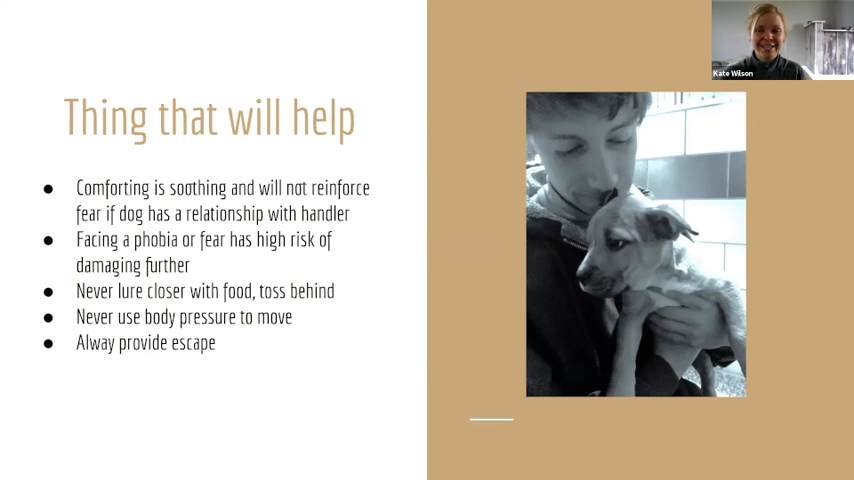 Kate Wilson
Thing that will help
● Comforting is soothing and will not reinforce
fear if dog has a relationship with handler
● Facing a phobia or fear has high risk of
damaging further
● Never lure closer with food, toss behind
● Never use body pressure to move
● Alway provide escape